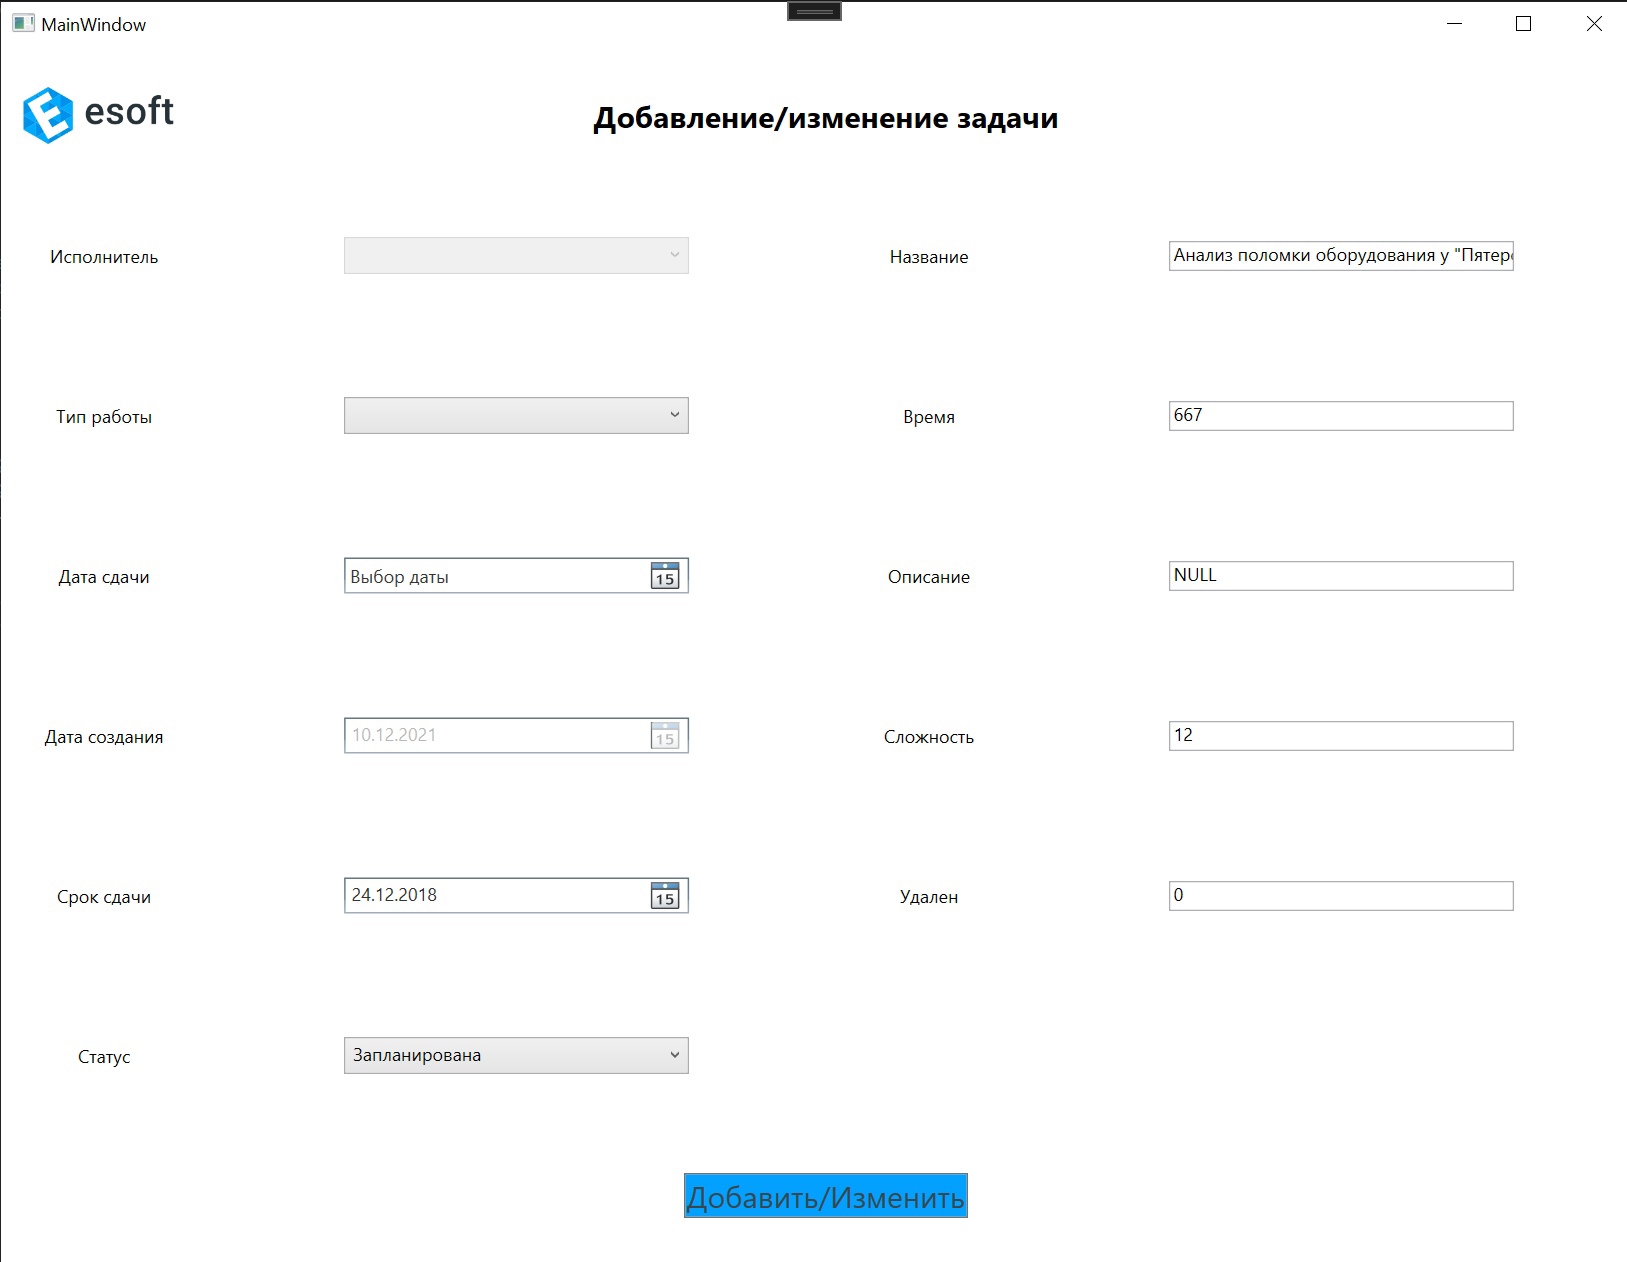 MainWindow
esoft
Добавление/изменение задачи
Исполнитель
Название
Анализ поломки оборудования у "Пятер
Тип работы
Время
667
Дата сдачи
Выбор даты
15
Описание
NULL
Дата создания
10.12.2021
15
Сложность
12
Срок сдачи
24.12.2018
15
Удален
0
Статус
Запланирована
Добавить/Изменить